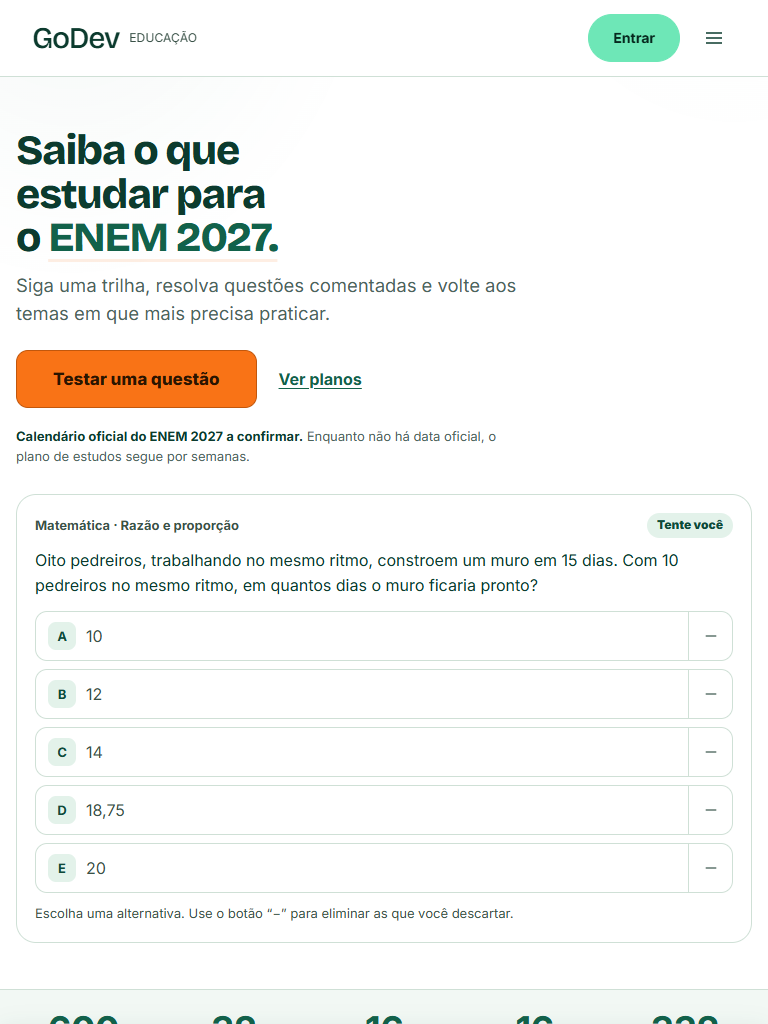 GoDev EDUCAÇÃO
Entrar
Saiba o que
estudar para
o ENEM 2027.
Siga uma trilha, resolva questões comentadas e volte aos
temas em que mais precisa praticar.
Testar uma questão
Ver planos
Calendário oficial do ENEM 2027 a confirmar. Enquanto não há data oficial, o
plano de estudos segue por semanas.
Matemática · Razão e proporção
Tente você
Oito pedreiros, trabalhando no mesmo ritmo, constroem um muro em 15 dias. Com 10
pedreiros no mesmo ritmo, em quantos dias o muro ficaria pronto?
A 10 −
B 12 −
C 14 −
D 18,75 −
E 20 −
Escolha uma alternativa. Use o botão “−” para eliminar as que você descartar.